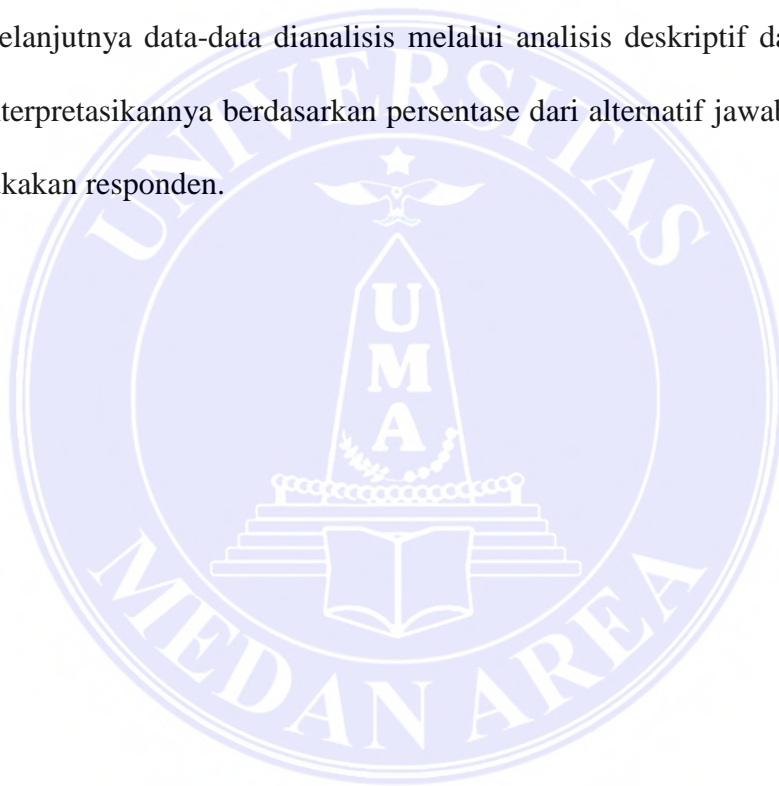 elanjutnya data-data dianalisis melalui analisis deskriptif da
terpretasikannya berdasarkan persentase dari alternatif jawab
kakan responden.
UNIVERSITAS
U
M
A
MEDAN AREA